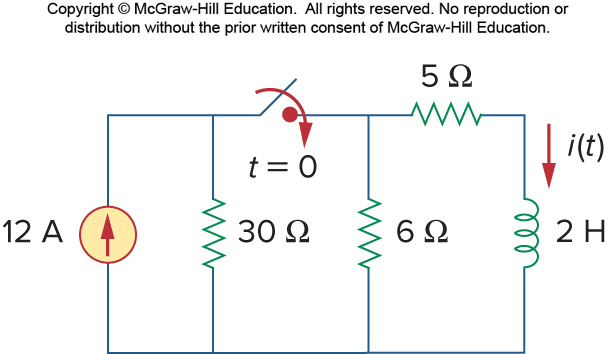 Copyright © McGraw-Hill Education.  All rights reserved. No reproduction or
distribution without the prior written consent of McGraw-Hill Education.
5 Ω
i(t)
t = 0
12 A
30 Ω
6 Ω
2 H